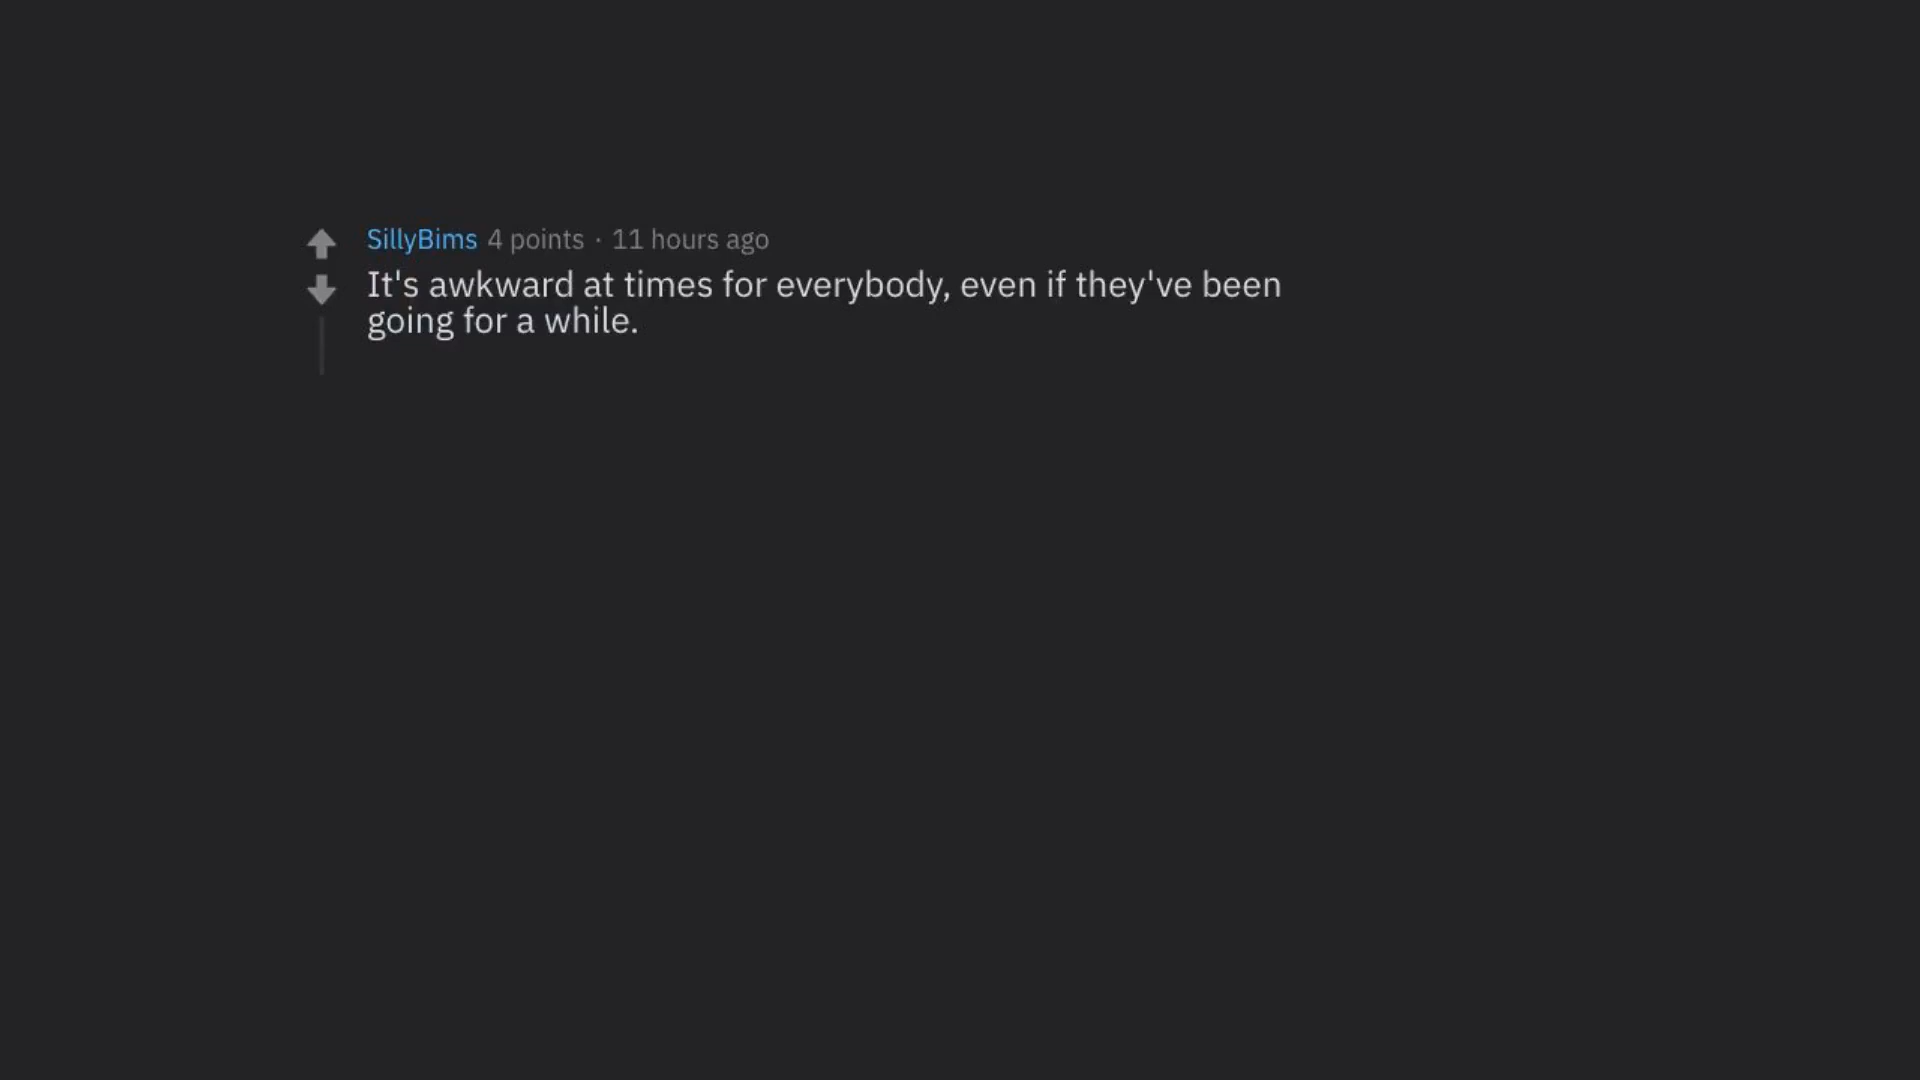 SillyBims 4 points · 11 hours ago
It's awkward at times for everybody, even if they've been
going for a while.